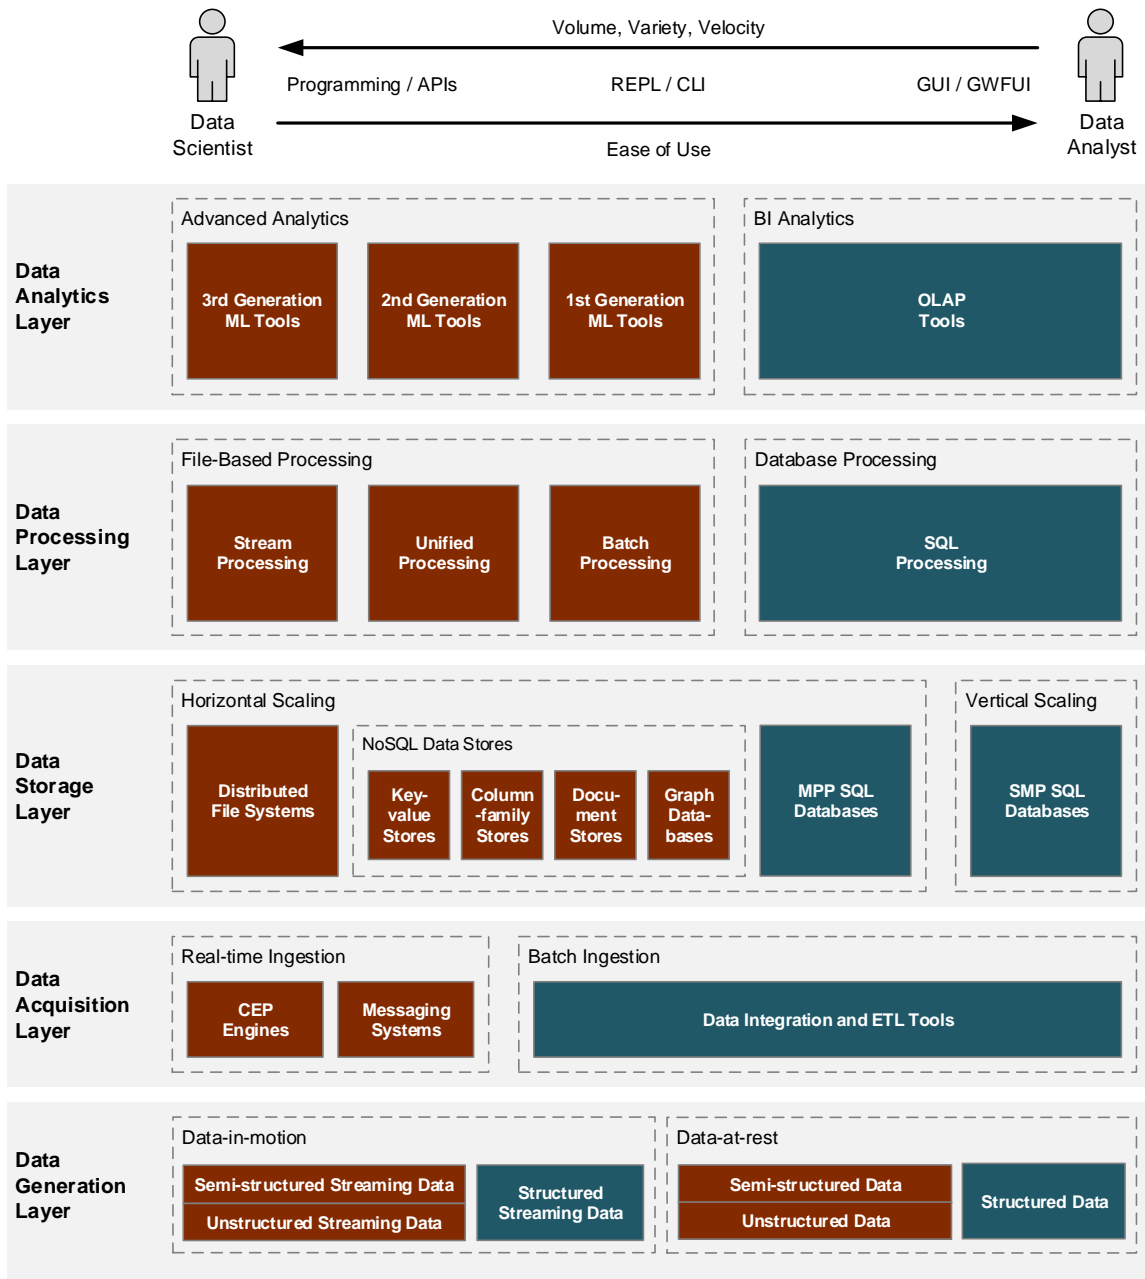 Volume, Variety, Velocity
Programming / APIs
REPL / CLI
GUI / GWFUI
Data
Scientist
Data
Analyst
Ease of Use
Data
Analytics
Layer
Advanced Analytics
3rd Generation
ML Tools
2nd Generation
ML Tools
1st Generation
ML Tools
BI Analytics
OLAP
Tools
Data
Processing
Layer
File-Based Processing
Stream
Processing
Unified
Processing
Batch
Processing
Database Processing
SQL
Processing
Data
Storage
Layer
Horizontal Scaling
Distributed
File Systems
NoSQL Data Stores
Key-
value
Stores
Column
-family
Stores
Docu-
ment
Stores
Graph
Data-
bases
MPP SQL
Databases
Vertical Scaling
SMP SQL
Databases
Data
Acquisition
Layer
Real-time Ingestion
CEP
Engines
Messaging
Systems
Batch Ingestion
Data Integration and ETL Tools
Data
Generation
Layer
Data-in-motion
Semi-structured Streaming Data
Unstructured Streaming Data
Structured
Streaming Data
Data-at-rest
Semi-structured Data
Unstructured Data
Structured Data